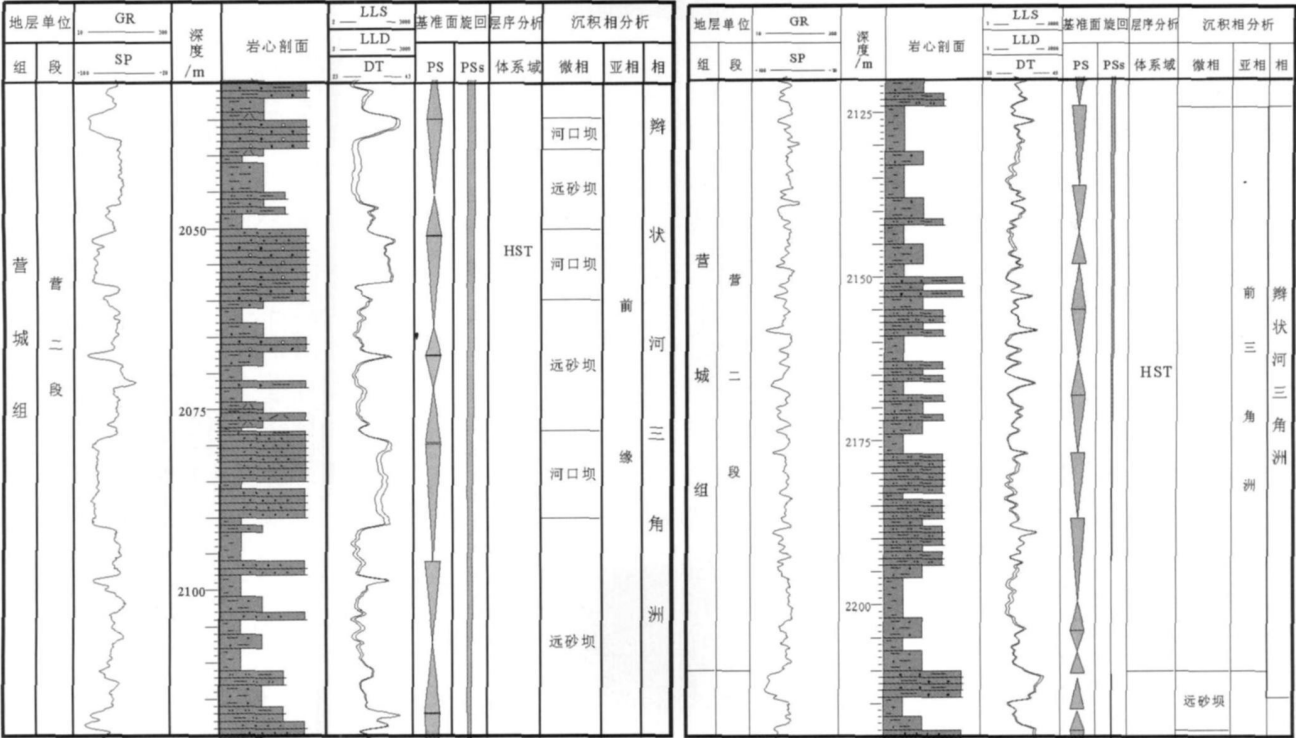 地层单位
组
段
GR
SP
深度/m
岩心剖面
LLS
LLD
DT
基准面旋回
PS
PSs
层序分析
体系域
沉积相分析
微相
亚相
相
营城组
营二段
2050
2075
2100
HST
河口坝
远砂坝
河口坝
远砂坝
河口坝
远砂坝
前缘
辫状河三角洲
地层单位
组
段
GR
SP
深度/m
岩心剖面
LLS
LLD
DT
基准面旋回
PS
PSs
层序分析
体系域
沉积相分析
微相
亚相
相
营城组
营二段
2125
2150
2175
2200
HST
远砂坝
前三角洲
辫状河三角洲